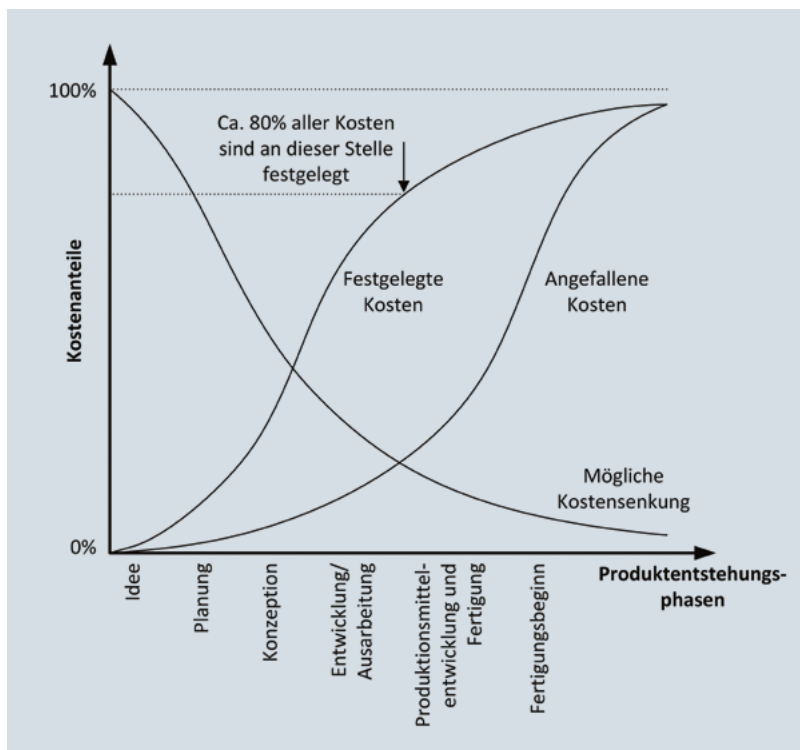 100%
Ca. 80% aller Kosten
sind an dieser Stelle
festgelegt
Kostenanteile
Festgelegte
Kosten
Angefallene
Kosten
Mögliche
Kostensenkung
0%
Idee
Planung
Konzeption
Entwicklung/
Ausarbeitung
Produktionsmittel-
entwicklung und
Fertigung
Fertigungsbeginn
Produktentstehungs-
phasen